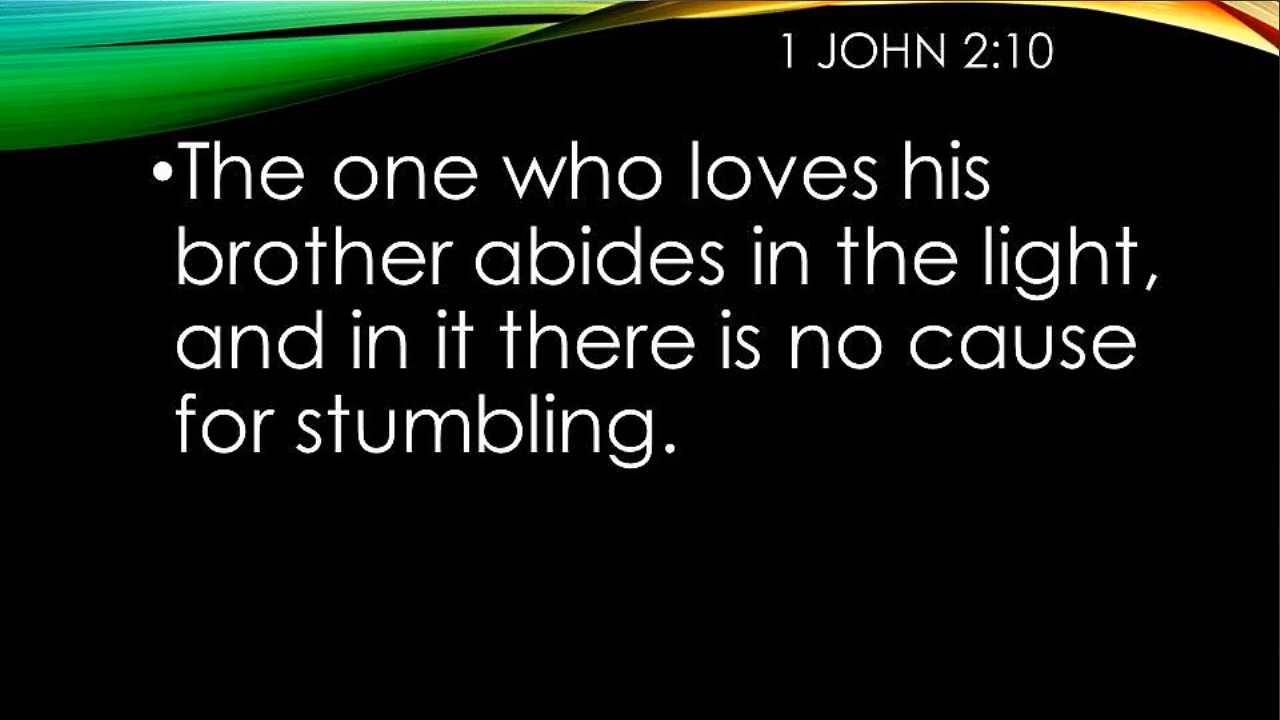 1 JOHN 2:10
•The one who loves his
brother abides in the light,
and in it there is no cause
for stumbling.